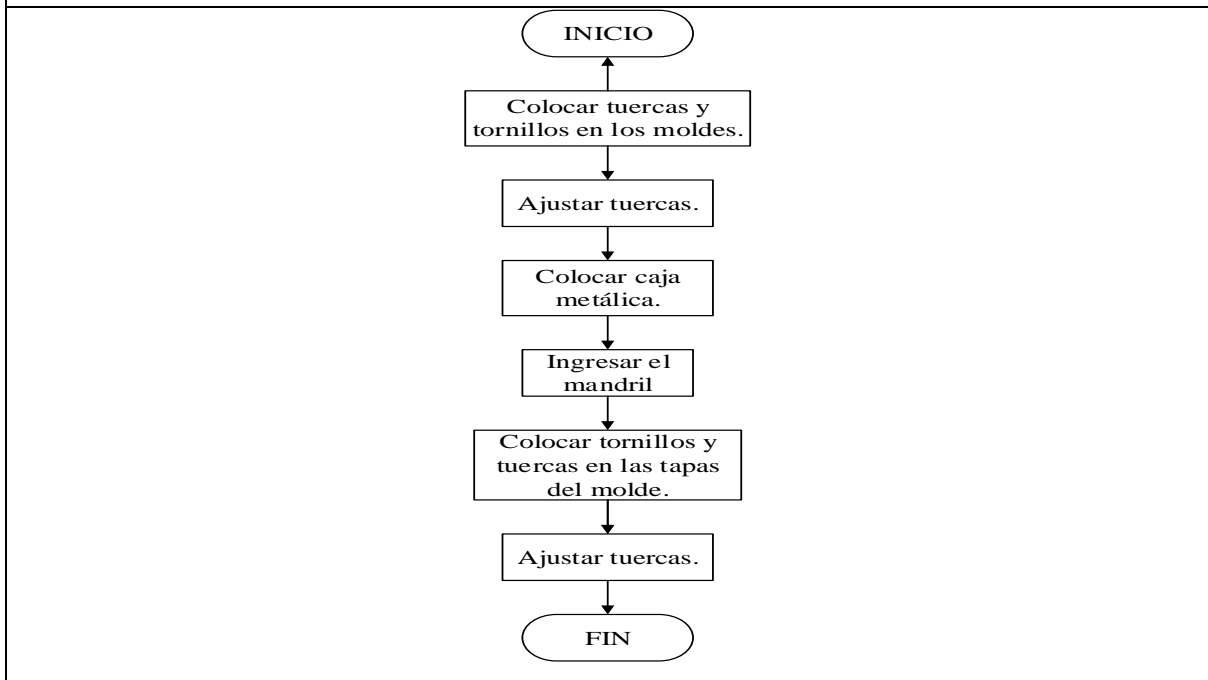 INICIO
Colocar tuercas y
tornillos en los moldes.
Ajustar tuercas.
Colocar caja
metálica.
Ingresar el
mandril
Colocar tornillos y
tuercas en las tapas
del molde.
Ajustar tuercas.
FIN